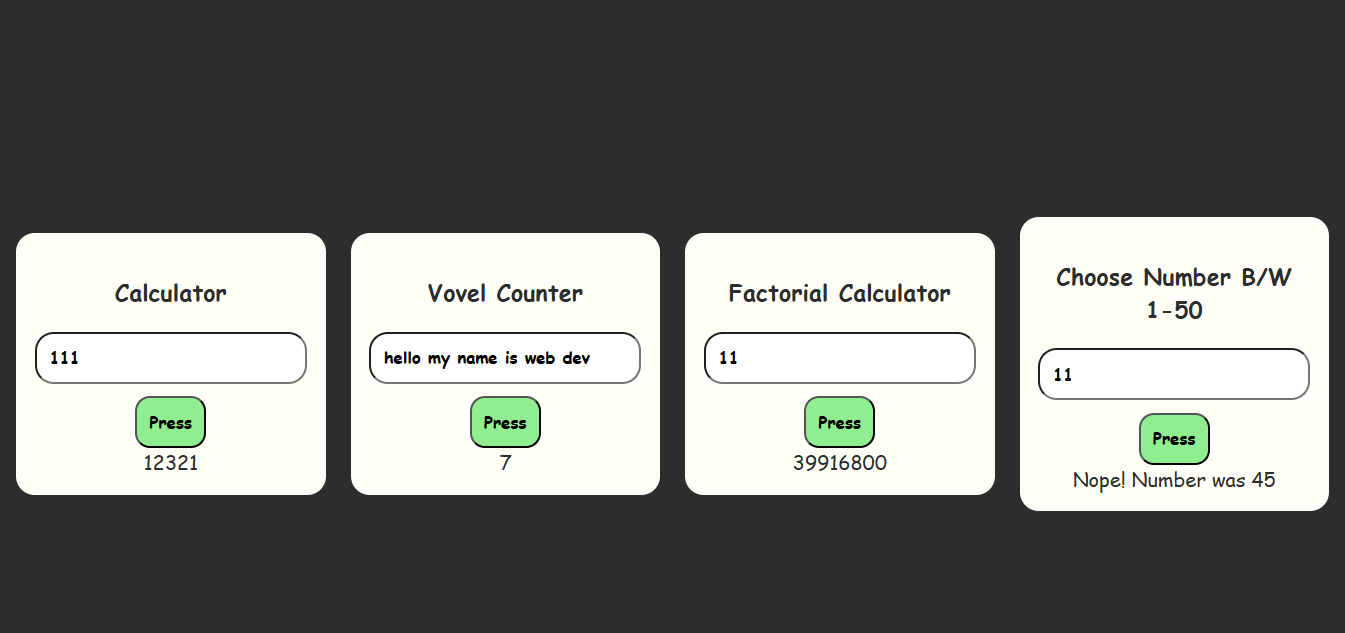 Calculator
111
Press
12321
Vovel Counter
hello my name is web dev
Press
7
Factorial Calculator
11
Press
39916800
Choose Number B/W
1-50
11
Press
Nope! Number was 45